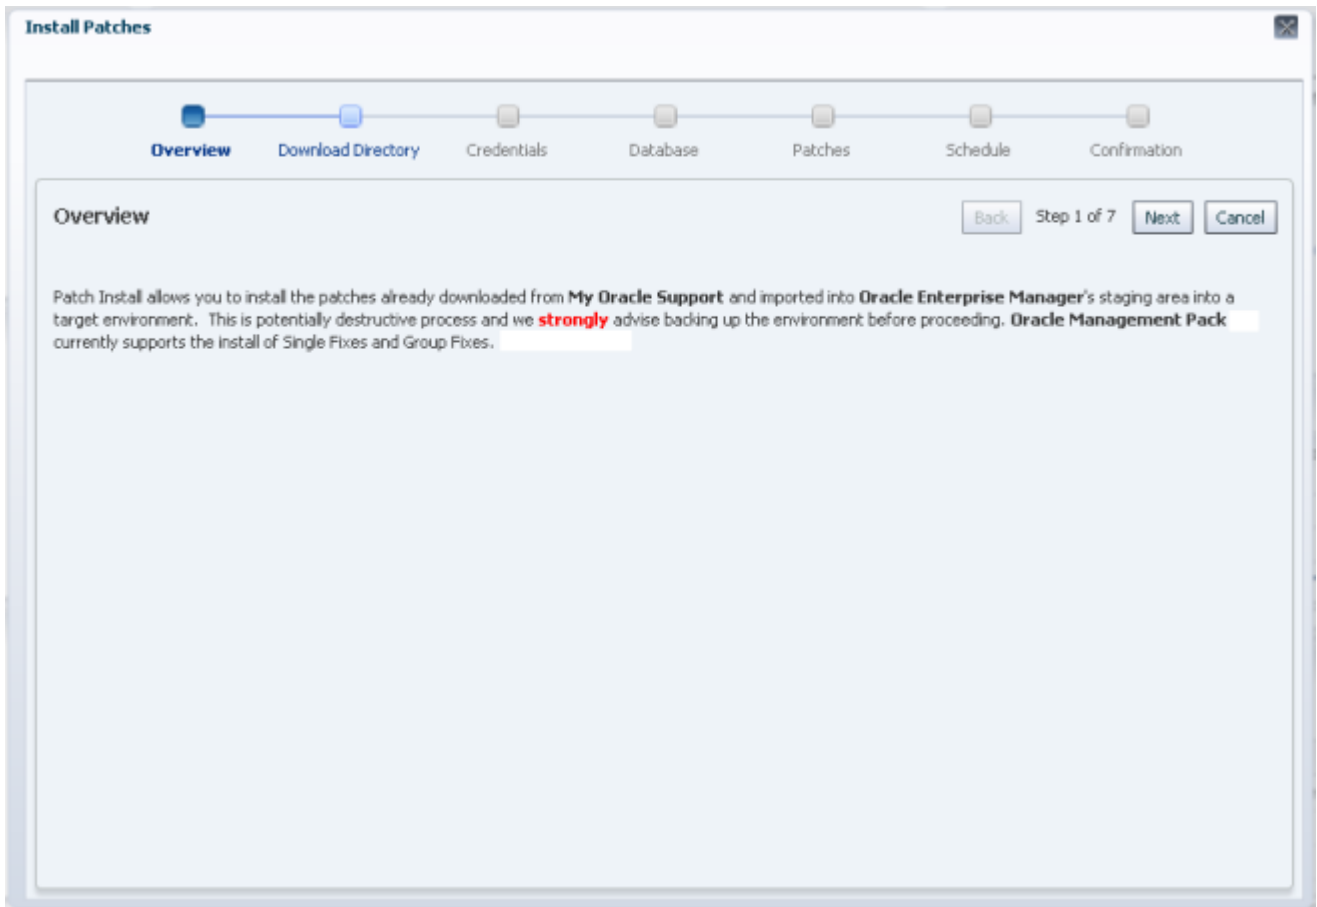 Install Patches
Overview Download Directory Credentials Database Patches Schedule Confirmation
Overview Back Step 1 of 7 Next Cancel
Patch Install allows you to install the patches already downloaded from My Oracle Support and imported into Oracle Enterprise Manager's staging area into a
target environment. This is potentially destructive process and we strongly advise backing up the environment before proceeding. Oracle Management Pack
currently supports the install of Single Fixes and Group Fixes.